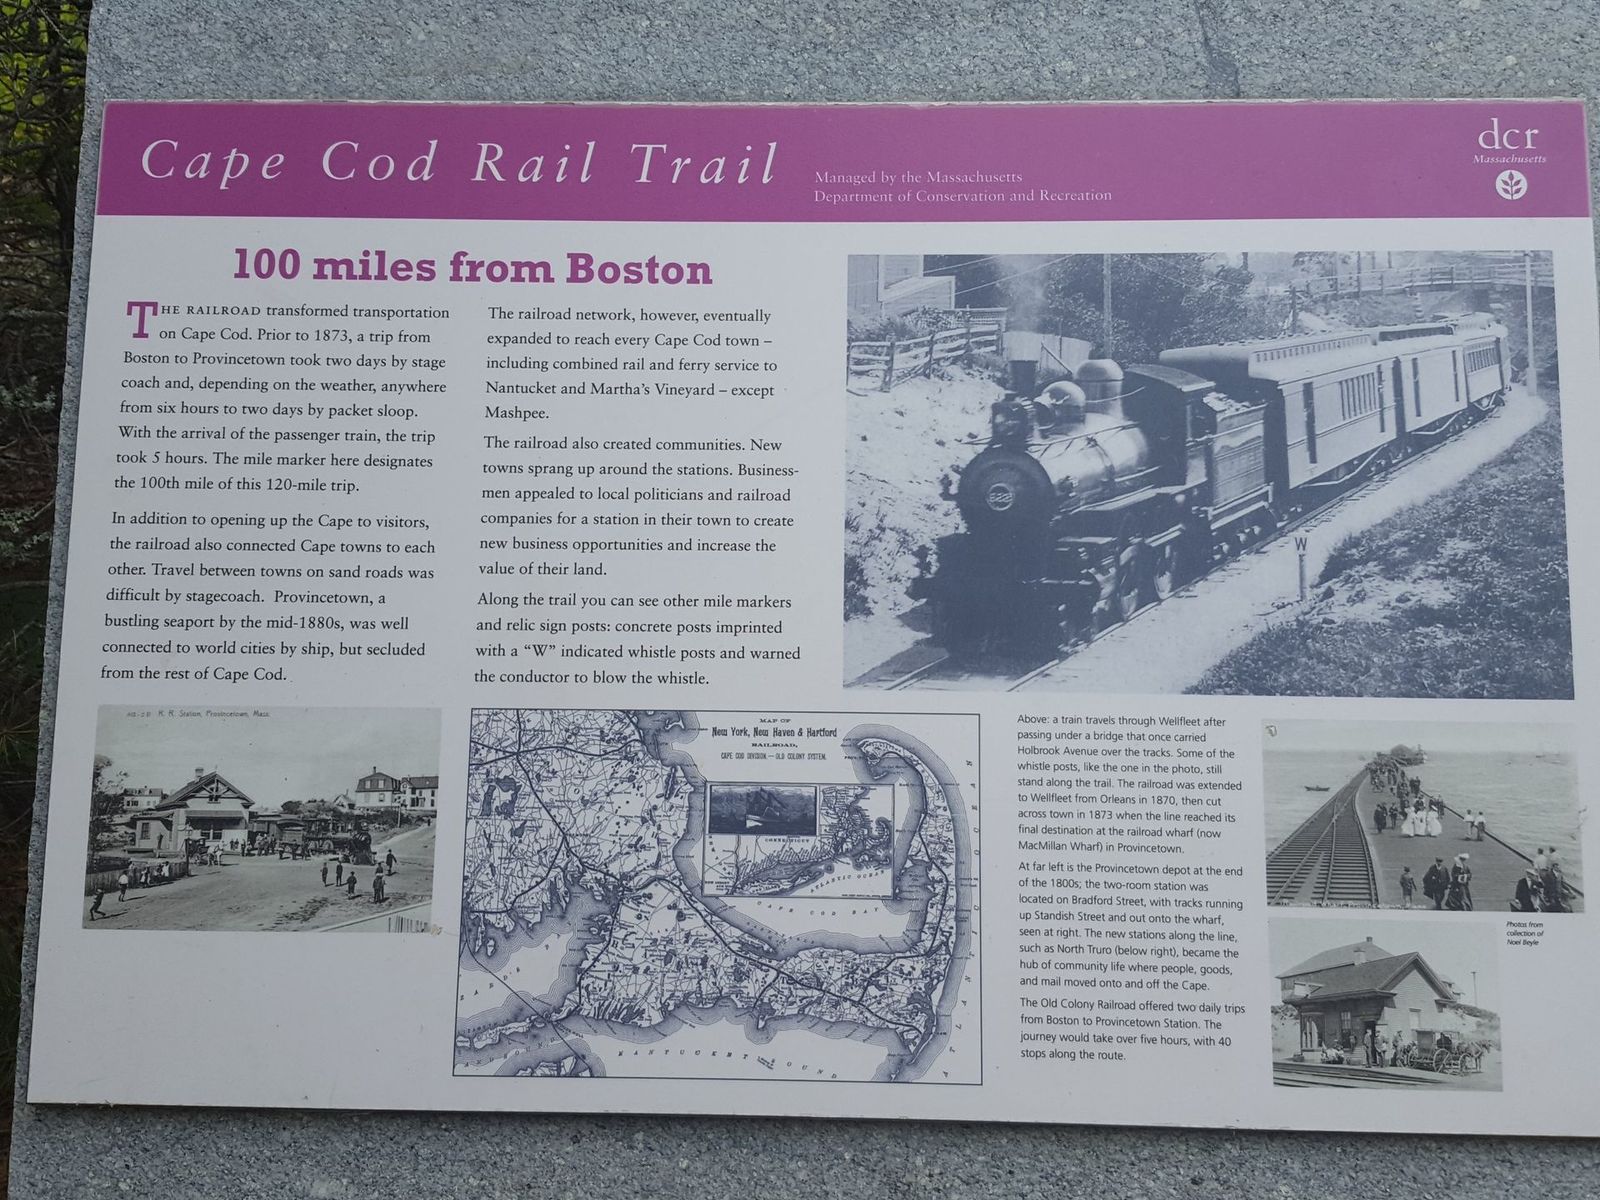 Cape Cod Rail Trail
Managed by the Massachusetts
Department of Conservation and Recreation
dcr
Massachusetts
100 miles from Boston
THE RAILROAD transformed transportation
on Cape Cod. Prior to 1873, a trip from
Boston to Provincetown took two days by stage
coach and, depending on the weather, anywhere
from six hours to two days by packet sloop.
With the arrival of the passenger train, the trip
took 5 hours. The mile marker here designates
the 100th mile of this 120-mile trip.
In addition to opening up the Cape to visitors,
the railroad also connected Cape towns to each
other. Travel between towns on sand roads was
difficult by stagecoach. Provincetown, a
bustling seaport by the mid-1880s, was well
connected to world cities by ship, but secluded
from the rest of Cape Cod.
The railroad network, however, eventually
expanded to reach every Cape Cod town –
including combined rail and ferry service to
Nantucket and Martha's Vineyard – except
Mashpee.
The railroad also created communities. New
towns sprang up around the stations. Business-
men appealed to local politicians and railroad
companies for a station in their town to create
new business opportunities and increase the
value of their land.
Along the trail you can see other mile markers
and relic sign posts: concrete posts imprinted
with a “W” indicated whistle posts and warned
the conductor to blow the whistle.
W
R. R. Station, Provincetown, Mass.
MAP OF
New York, New Haven & Hartford
RAILROAD,
CAPE COD DIVISION. — OLD COLONY SYSTEM.
CONNECTICUT
ATLANTIC OCEAN
CAPE COD BAY
NANTUCKET SOUND
Above: a train travels through Wellfleet after
passing under a bridge that once carried
Holbrook Avenue over the tracks. Some of the
whistle posts, like the one in the photo, still
stand along the trail. The railroad was extended
to Wellfleet from Orleans in 1870, then cut
across town in 1873 when the line reached its
final destination at the railroad wharf (now
MacMillan Wharf) in Provincetown.
At far left is the Provincetown depot at the end
of the 1800s; the two-room station was
located on Bradford Street, with tracks running
up Standish Street and out onto the wharf,
seen at right. The new stations along the line,
such as North Truro (below right), became the
hub of community life where people, goods,
and mail moved onto and off the Cape.
The Old Colony Railroad offered two daily trips
from Boston to Provincetown Station. The
journey would take over five hours, with 40
stops along the route.
Photos from
collection of
Noel Beyle